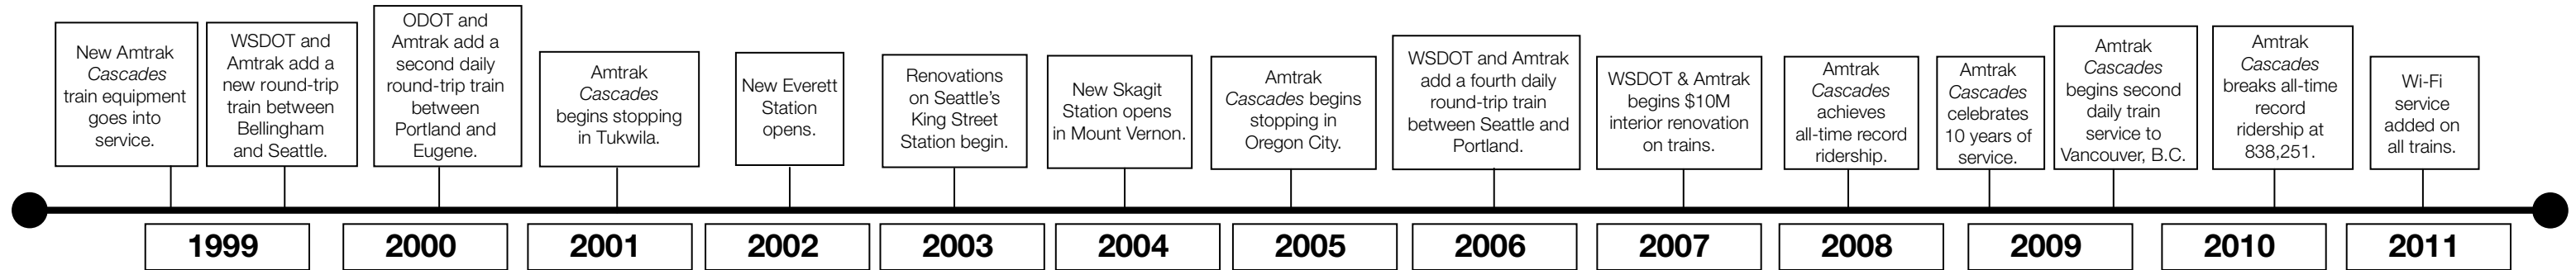 New Amtrak
Cascades
train equipment
goes into
service.
WSDOT and
Amtrak add a
new round-trip
train between
Bellingham
and Seattle.
ODOT and
Amtrak add a
second daily
round-trip train
between
Portland and
Eugene.
Amtrak
Cascades
begins stopping
in Tukwila.
New Everett
Station
opens.
Renovations
on Seattle’s
King Street
Station begin.
New Skagit
Station opens
in Mount Vernon.
Amtrak
Cascades begins
stopping in
Oregon City.
WSDOT and Amtrak
add a fourth daily
round-trip train
between Seattle and
Portland.
WSDOT & Amtrak
begins $10M
interior renovation
on trains.
Amtrak
Cascades
achieves
all-time record
ridership.
Amtrak
Cascades
celebrates
10 years of
service.
Amtrak
Cascades
begins second
daily train
service to
Vancouver, B.C.
Amtrak
Cascades
breaks all-time
record
ridership at
838,251.
Wi-Fi
service
added on
all trains.
1999
2000
2001
2002
2003
2004
2005
2006
2007
2008
2009
2010
2011